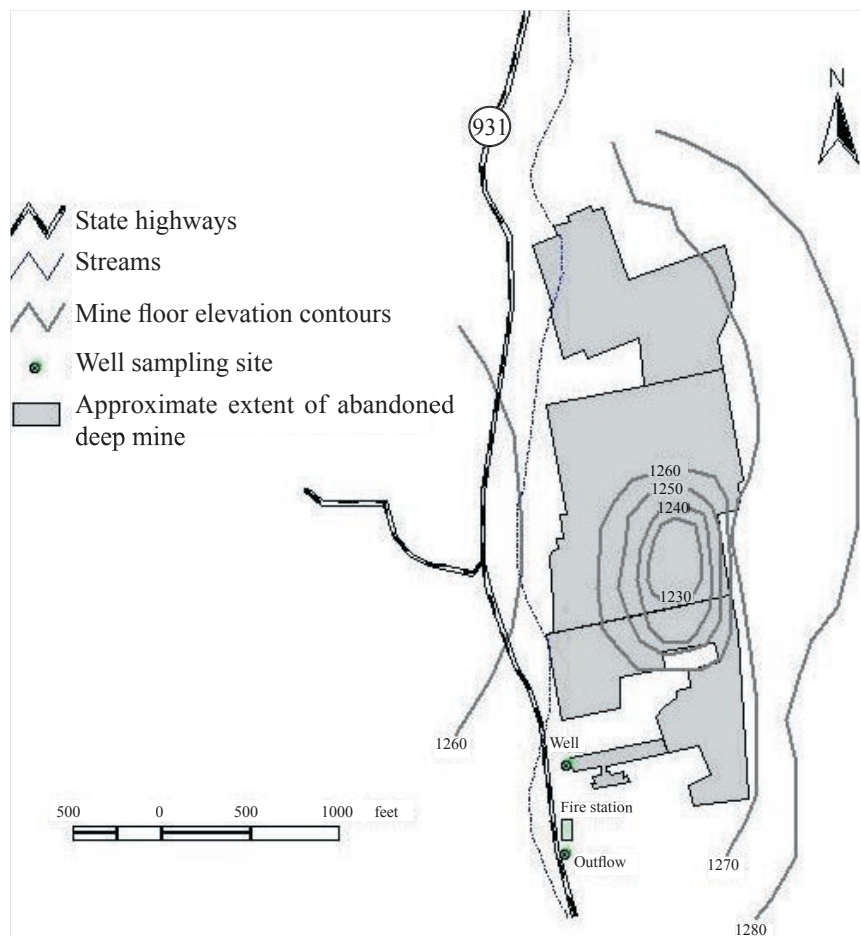 N
931
State highways
Streams
Mine floor elevation contours
Well sampling site
Approximate extent of abandoned
deep mine
1260
1250
1240
1230
1260
Well
Fire station
500 0 500 1000 feet
Outflow
1270
1280